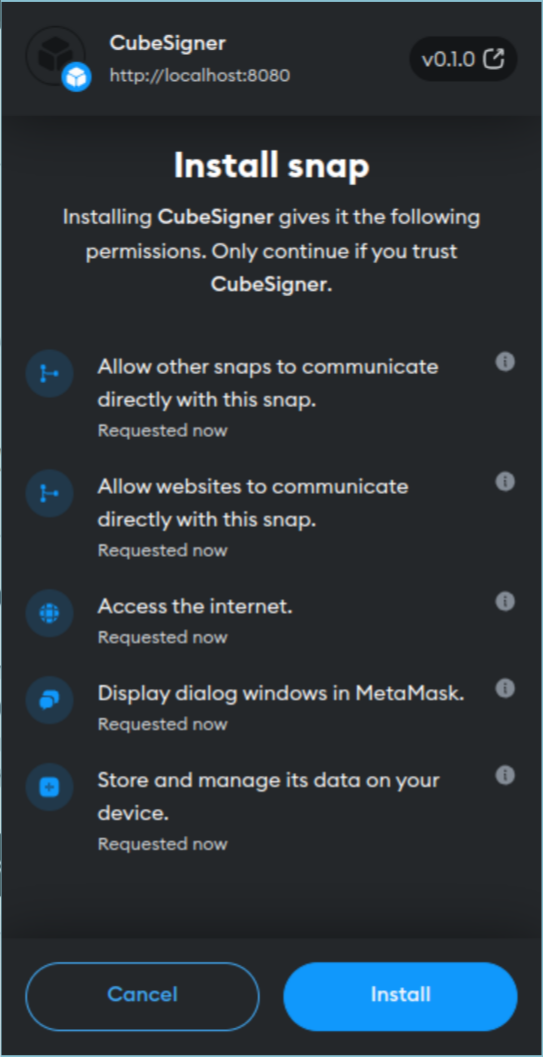 CubeSigner
http://localhost:8080
v0.1.0
Install snap
Installing CubeSigner gives it the following
permissions. Only continue if you trust
CubeSigner.
Allow other snaps to communicate
directly with this snap.
Requested now
Allow websites to communicate
directly with this snap.
Requested now
Access the internet.
Requested now
Display dialog windows in MetaMask.
Requested now
Store and manage its data on your
device.
Requested now
Cancel
Install